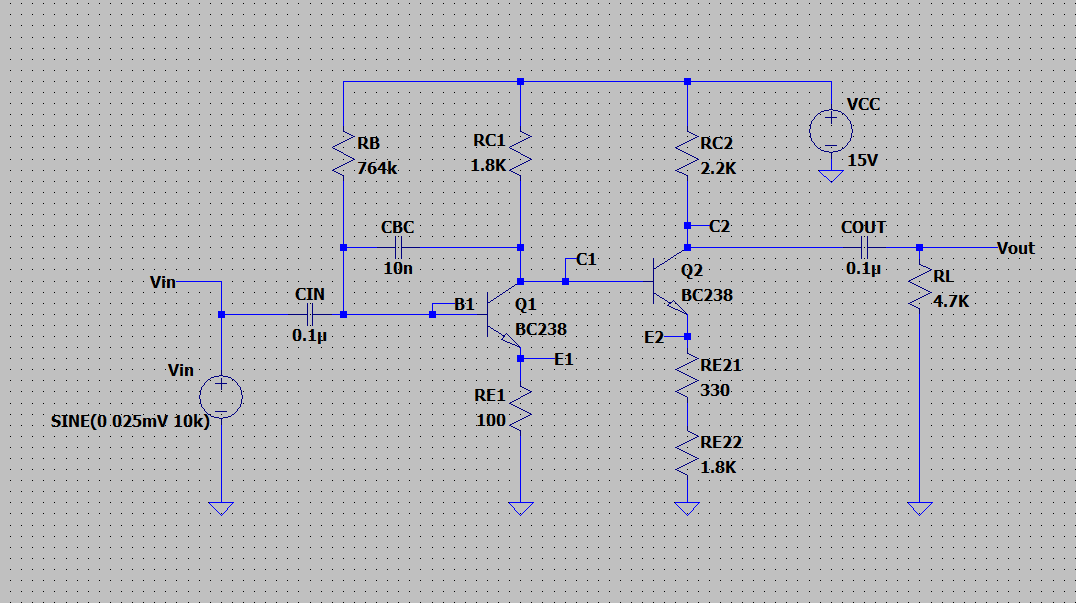 VCC
15V
RB
764k
RC1
1.8K
RC2
2.2K
CBC
10n
C2
COUT
0.1µ
Vout
C1
Q2
BC238
RL
4.7K
Vin
CIN
0.1µ
B1
Q1
BC238
E2
E1
Vin
SINE(0 025mV 10k)
RE1
100
RE21
330
RE22
1.8K